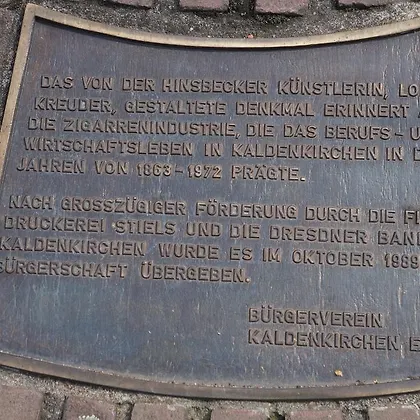 DAS VON DER HINSBECKER KÜNSTLERIN, LO
KREUDER, GESTALTETE DENKMAL ERINNERT
DIE ZIGARRENINDUSTRIE, DIE DAS BERUFS-
WIRTSCHAFTSLEBEN IN KALDENKIRCHEN IN
JAHREN VON 1863-1972 PRÄGTE.
NACH GROSSZÜGIGER FÖRDERUNG DURCH DIE
DRUCKEREI STIELS UND DIE DRESDNER BAN
KALDENKIRCHEN WURDE ES IM OKTOBER 1989
BÜRGERSCHAFT ÜBERGEBEN.
BÜRGERVEREIN
KALDENKIRCHEN E